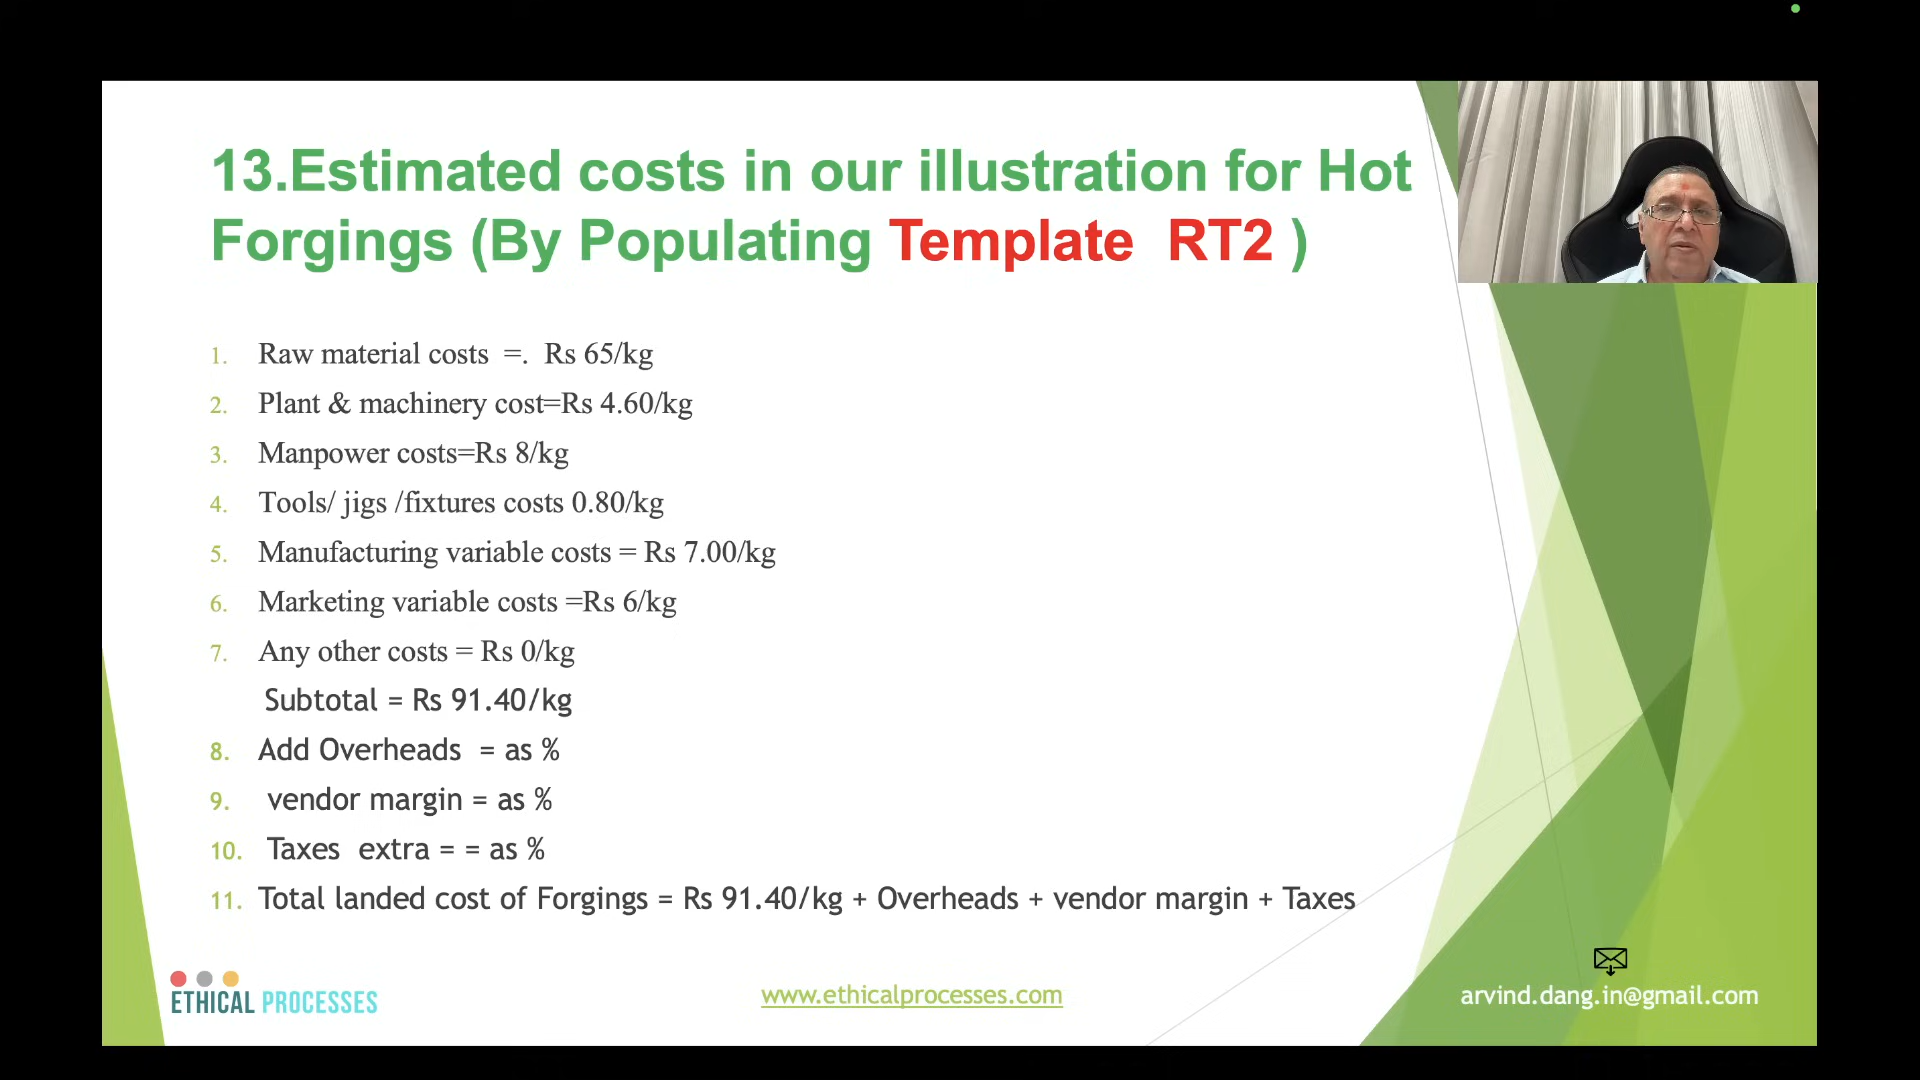 13.Estimated costs in our illustration for Hot
Forgings (By Populating Template RT2 )
1. Raw material costs =. Rs 65/kg
2. Plant & machinery cost=Rs 4.60/kg
3. Manpower costs=Rs 8/kg
4. Tools/ jigs /fixtures costs 0.80/kg
5. Manufacturing variable costs = Rs 7.00/kg
6. Marketing variable costs =Rs 6/kg
7. Any other costs = Rs 0/kg
Subtotal = Rs 91.40/kg
8. Add Overheads = as %
9. vendor margin = as %
10. Taxes extra = = as %
11. Total landed cost of Forgings = Rs 91.40/kg + Overheads + vendor margin + Taxes
ETHICAL PROCESSES
www.ethicalprocesses.com
arvind.dang.in@gmail.com